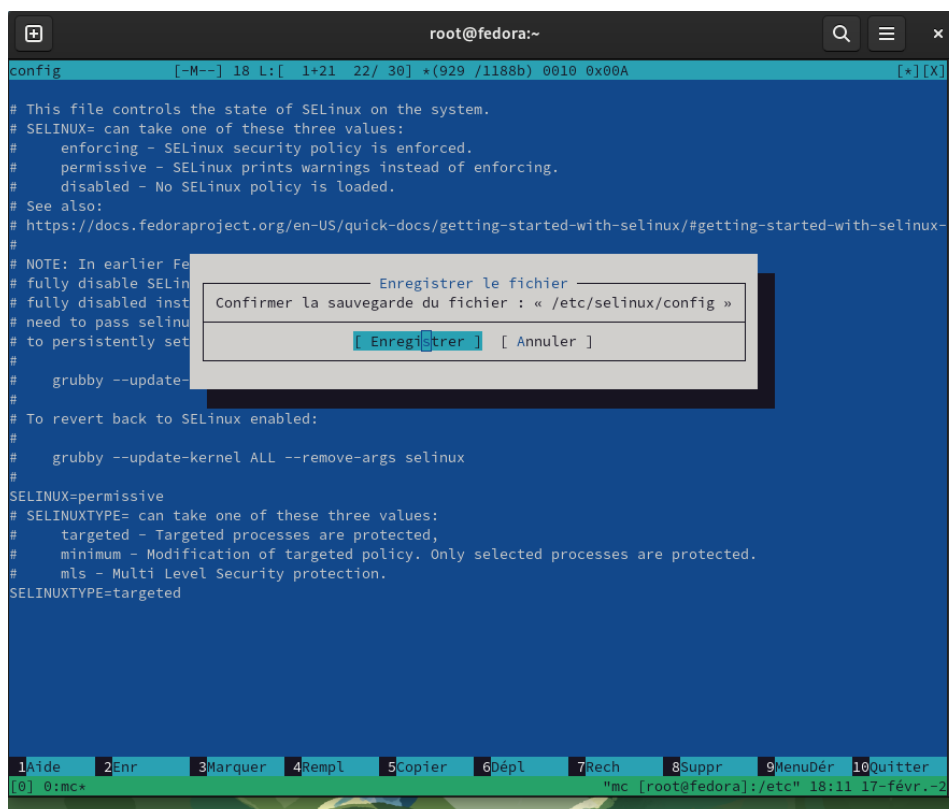 root@fedora:~
config [-M--] 18 L:[ 1+21 22/ 30] *(929 /1188b) 0010 0x00A [*][X]
# This file controls the state of SELinux on the system.
# SELINUX= can take one of these three values:
# enforcing - SELinux security policy is enforced.
# permissive - SELinux prints warnings instead of enforcing.
# disabled - No SELinux policy is loaded.
# See also:
# https://docs.fedoraproject.org/en-US/quick-docs/getting-started-with-selinux/#getting-started-with-selinux-
#
# NOTE: In earlier Fe
# fully disable SELin
# fully disabled inst
# need to pass selinu
# to persistently set
#
# grubby --update-
#
Enregistrer le fichier
Confirmer la sauvegarde du fichier : « /etc/selinux/config »
[ Enregistrer ] [ Annuler ]
# To revert back to SELinux enabled:
#
# grubby --update-kernel ALL --remove-args selinux
#
SELINUX=permissive
# SELINUXTYPE= can take one of these three values:
# targeted - Targeted processes are protected,
# minimum - Modification of targeted policy. Only selected processes are protected.
# mls - Multi Level Security protection.
SELINUXTYPE=targeted
1Aide 2Enr 3Marquer 4Rempl 5Copier 6Dépl 7Rech 8Suppr 9MenuDér 10Quitter
[0] 0:mc* "mc [root@fedora]:/etc" 18:11 17-févr.-2